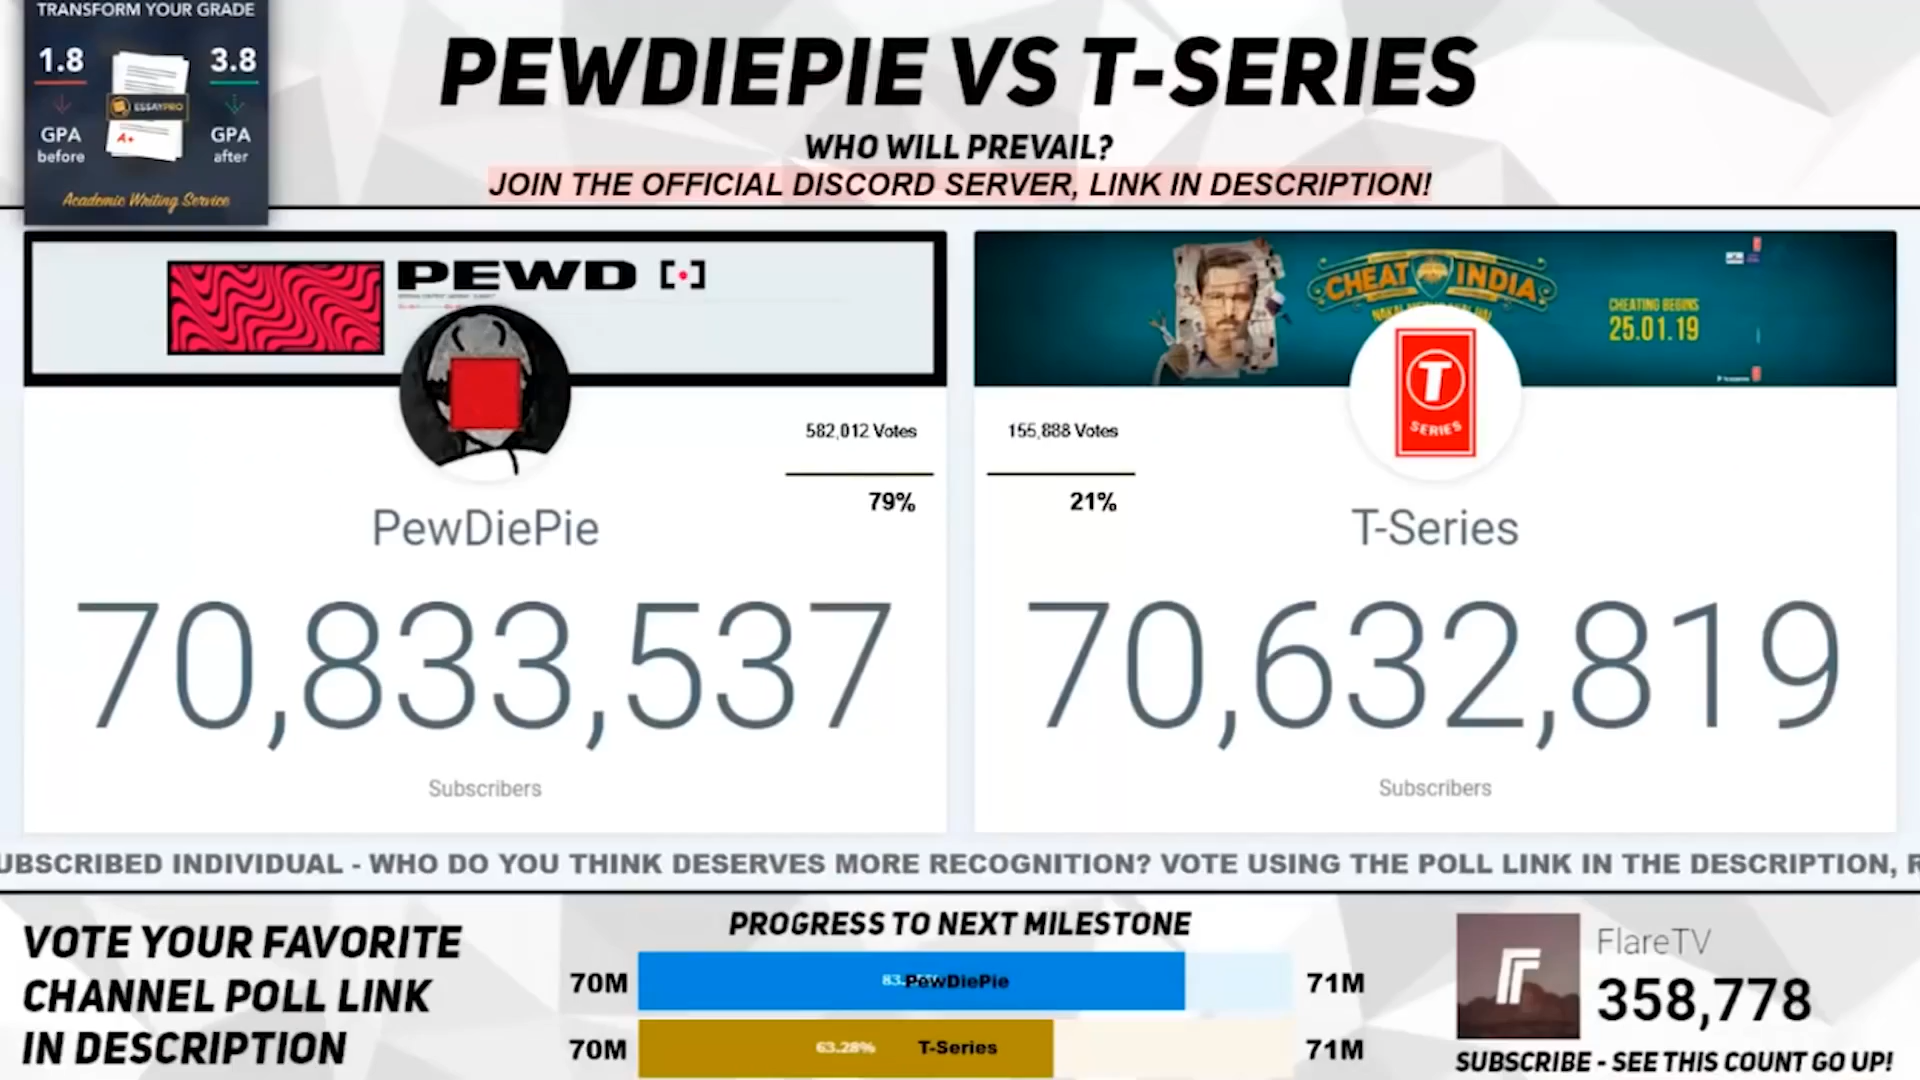 TRANSFORM YOUR GRADE
1.8
3.8
ESSAYPRO
A+
GPA
before
GPA
after
Academic Writing Service
PEWDIEPIE VS T-SERIES
WHO WILL PREVAIL?
JOIN THE OFFICIAL DISCORD SERVER, LINK IN DESCRIPTION!
PEWD
582,012 Votes
79%
PewDiePie
70,833,537
Subscribers
CHEAT INDIA
CHEATING BEGINS
25.01.19
T
SERIES
155,888 Votes
21%
T-Series
70,632,819
Subscribers
UBSCRIBED INDIVIDUAL - WHO DO YOU THINK DESERVES MORE RECOGNITION? VOTE USING THE POLL LINK IN THE DESCRIPTION, R
VOTE YOUR FAVORITE
CHANNEL POLL LINK
IN DESCRIPTION
PROGRESS TO NEXT MILESTONE
70M
PewDiePie
71M
70M
63.28%
T-Series
71M
FlareTV
358,778
SUBSCRIBE - SEE THIS COUNT GO UP!